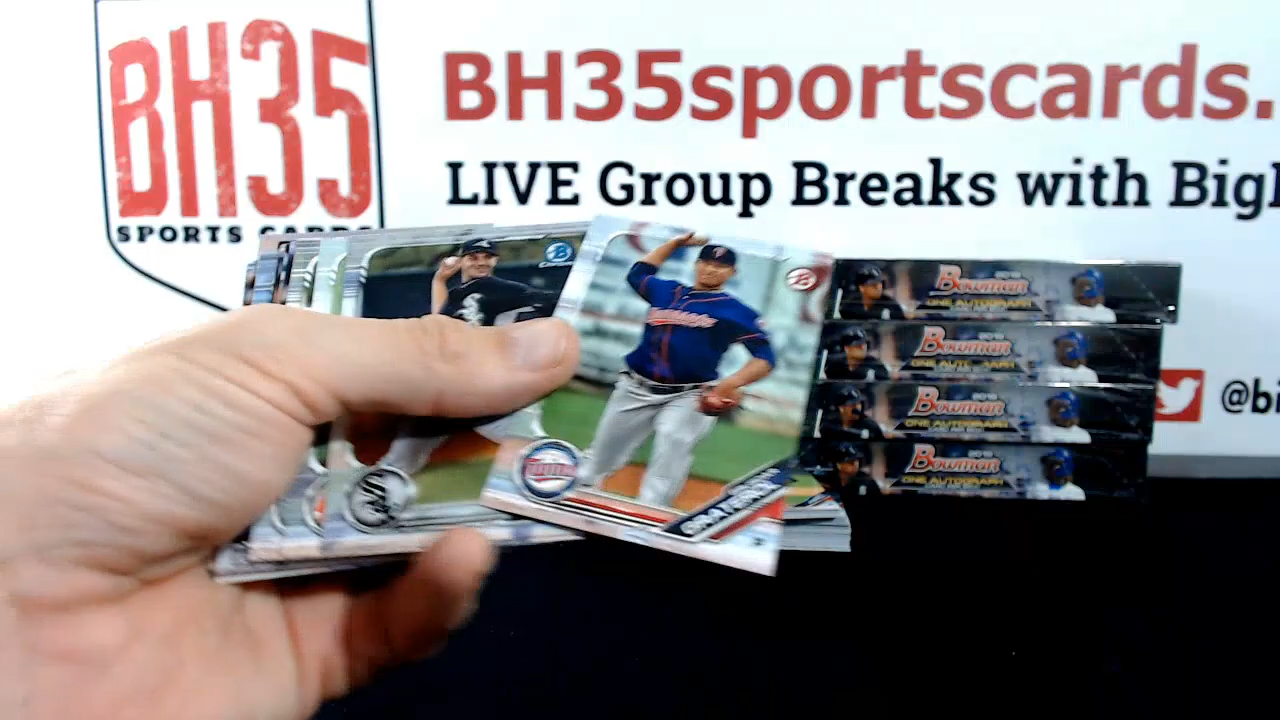 BH35
SPORTS CARDS
BH35sportscards.
LIVE Group Breaks with Big
@bi
Bowman
ONE AUTOGRAPH
Bowman
ONE AUTOGRAPH
Bowman
ONE AUTOGRAPH
Bowman
ONE AUTOGRAPH